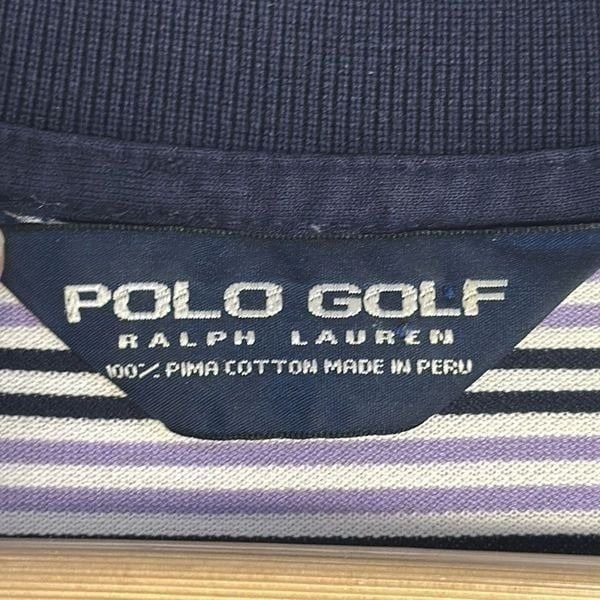 POLO GOLF
RALPH LAUREN
100% PIMA COTTON MADE IN PERU